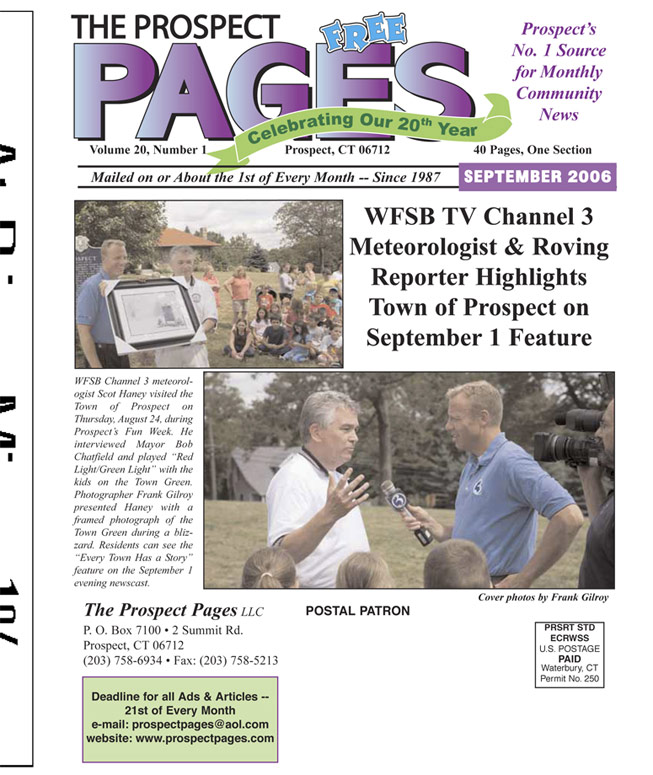 THE PROSPECT
FREE
PAGES
Celebrating Our 20th Year
Prospect's
No. 1 Source
for Monthly
Community
News
Volume 20, Number 1
Prospect, CT 06712
40 Pages, One Section
Mailed on or About the 1st of Every Month -- Since 1987
SEPTEMBER 2006
WFSB TV Channel 3
Meteorologist & Roving
Reporter Highlights
Town of Prospect on
September 1 Feature
WFSB Channel 3 meteorol-
ogist Scot Haney visited the
Town of Prospect on
Thursday, August 24, during
Prospect's Fun Week. He
interviewed Mayor Bob
Chatfield and played "Red
Light/Green Light" with the
kids on the Town Green.
Photographer Frank Gilroy
presented Haney with a
framed photograph of the
Town Green during a bliz-
zard. Residents can see the
"Every Town Has a Story"
feature on the September 1
evening newscast.
Cover photos by Frank Gilroy
The Prospect Pages LLC
P. O. Box 7100 • 2 Summit Rd.
Prospect, CT 06712
(203) 758-6934 • Fax: (203) 758-5213
POSTAL PATRON
PRSRT STD
ECRWSS
U.S. POSTAGE
PAID
Waterbury, CT
Permit No. 250
Deadline for all Ads & Articles --
21st of Every Month
e-mail: prospectpages@aol.com
website: www.prospectpages.com